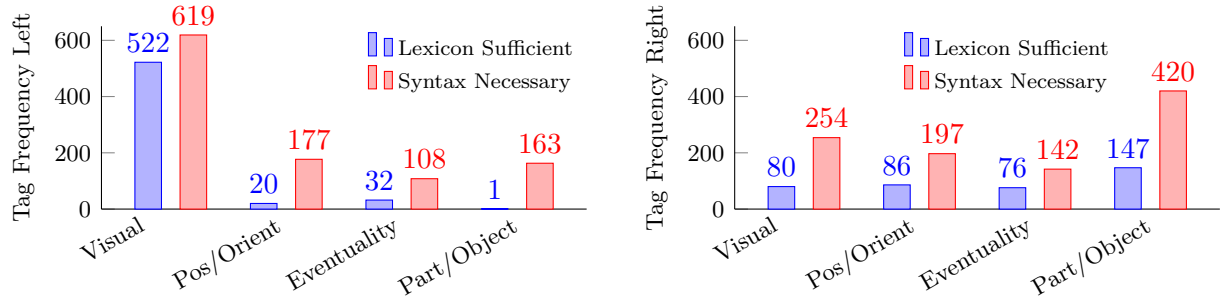 Tag Frequency Left
600
400
200
0
522
619
20
177
32
108
1
163
Lexicon Sufficient
Syntax Necessary
Visual
Pos/Orient
Eventuality
Part/Object
Tag Frequency Right
600
400
200
0
80
254
86
197
76
142
147
420
Lexicon Sufficient
Syntax Necessary
Visual
Pos/Orient
Eventuality
Part/Object